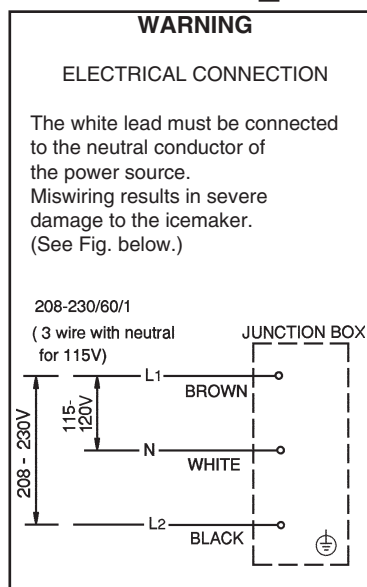 WARNING
ELECTRICAL CONNECTION
The white lead must be connected
to the neutral conductor of
the power source.
Miswiring results in severe
damage to the icemaker.
(See Fig. below.)
208-230/60/1
( 3 wire with neutral
for 115V)
JUNCTION BOX
L1
BROWN
115-
120V
208 - 230V
N
WHITE
L2
BLACK